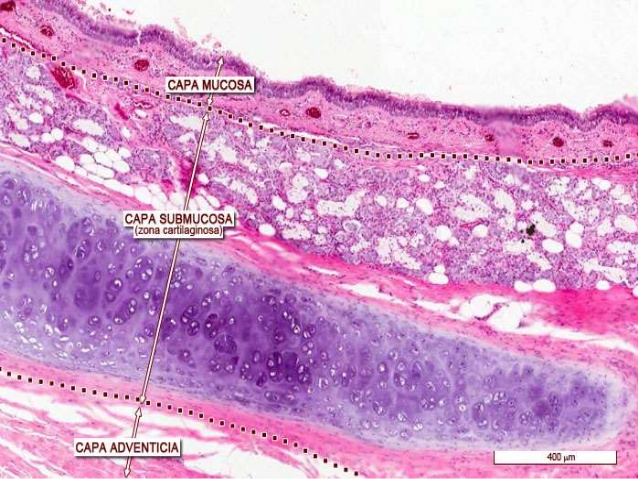 CAPA MUCOSA
CAPA SUBMUCOSA
(zona cartilaginosa)
CAPA ADVENTICIA
400 µm